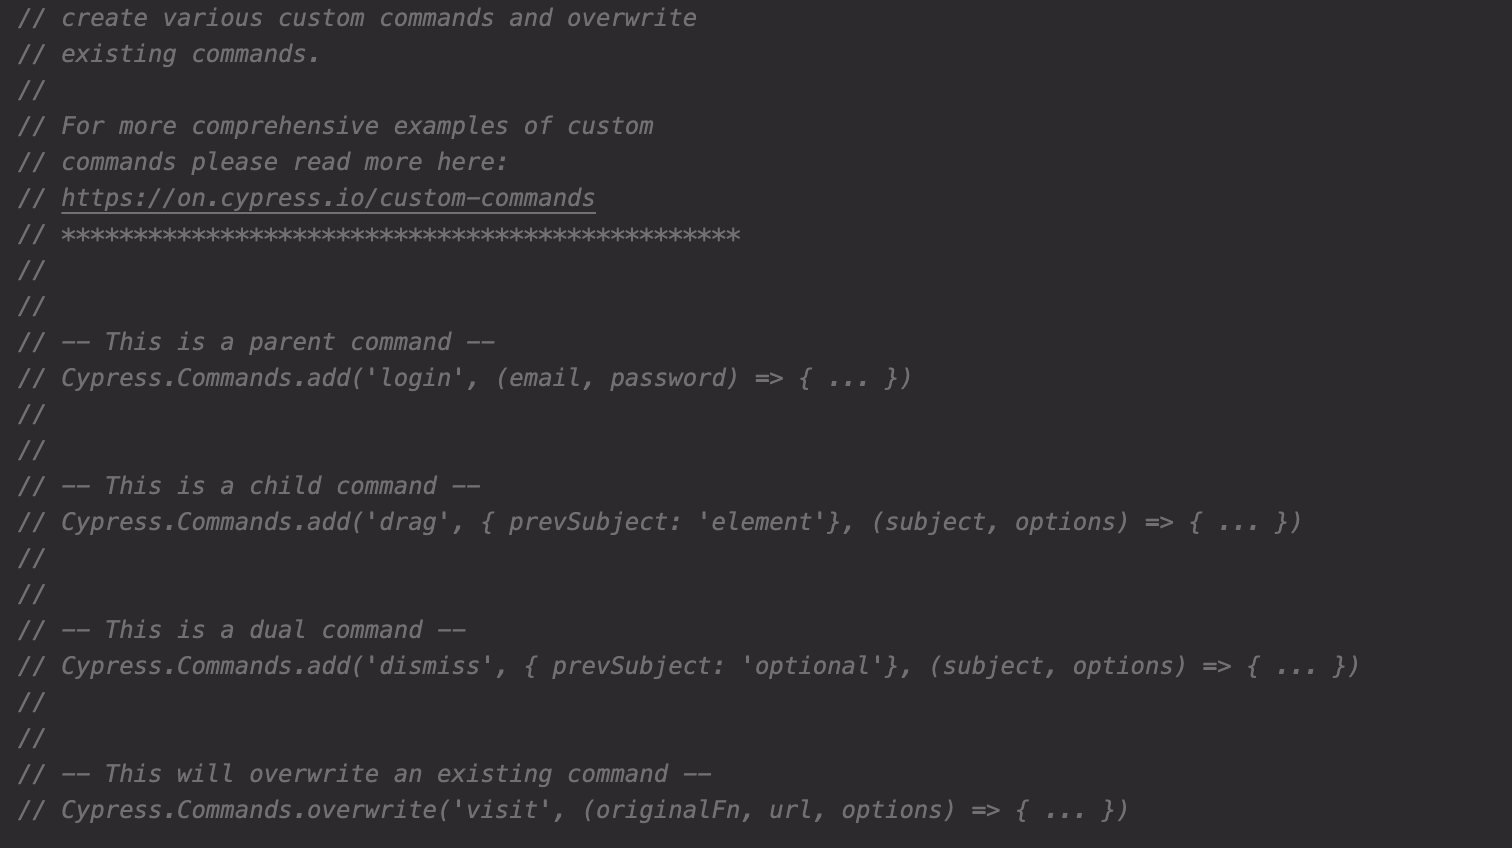 // create various custom commands and overwrite
// existing commands.
//
// For more comprehensive examples of custom
// commands please read more here:
// https://on.cypress.io/custom-commands
// ***********************************************
//
//
// -- This is a parent command --
// Cypress.Commands.add('login', (email, password) => { ... })
//
//
// -- This is a child command --
// Cypress.Commands.add('drag', { prevSubject: 'element'}, (subject, options) => { ... })
//
//
// -- This is a dual command --
// Cypress.Commands.add('dismiss', { prevSubject: 'optional'}, (subject, options) => { ... })
//
//
// -- This will overwrite an existing command --
// Cypress.Commands.overwrite('visit', (originalFn, url, options) => { ... })